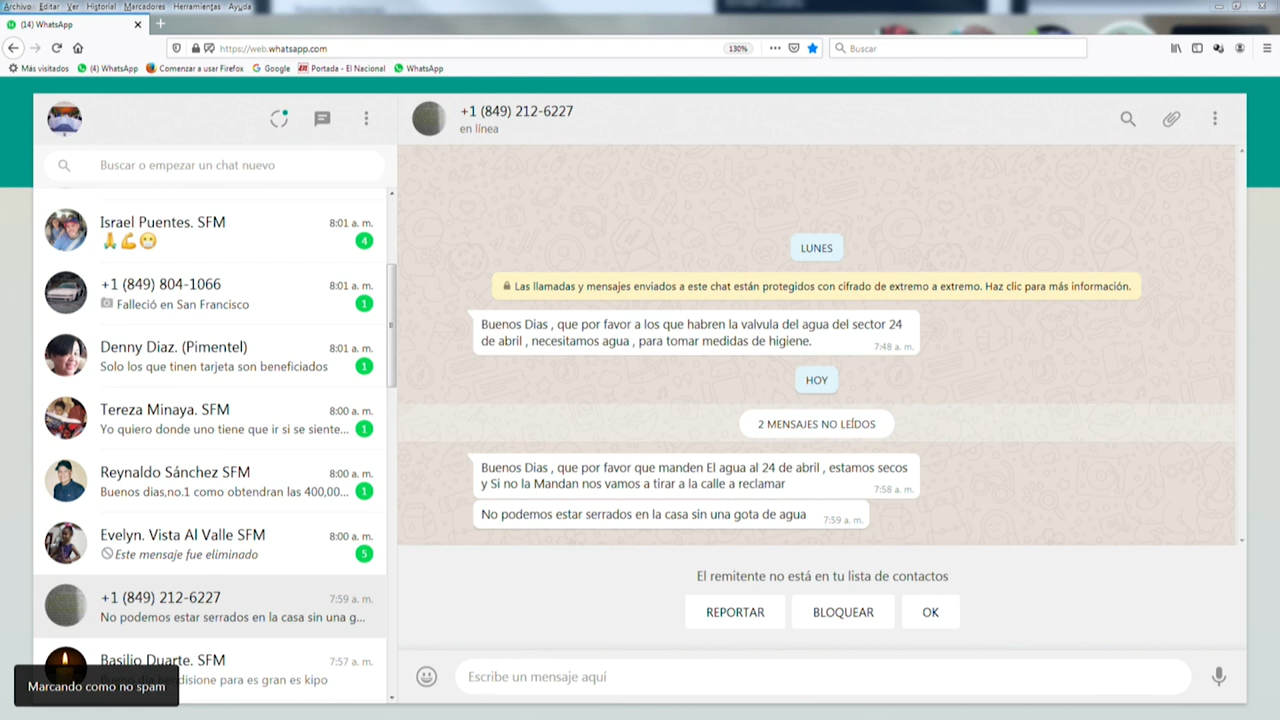 Archivo Editar Ver Historial Marcadores Herramientas Ayuda
(14) WhatsApp
https://web.whatsapp.com
130%
Buscar
Más visitados
(4) WhatsApp
Comenzar a usar Firefox
Google
Portada - El Nacional
WhatsApp
Buscar o empezar un chat nuevo
Israel Puentes. SFM
8:01 a. m.
🙏💪😷
4
+1 (849) 804-1066
8:01 a. m.
Falleció en San Francisco
1
Denny Diaz. (Pimentel)
8:01 a. m.
Solo los que tinen tarjeta son beneficiados
1
Tereza Minaya. SFM
8:00 a. m.
Yo quiero donde uno tiene que ir si se siente...
1
Reynaldo Sánchez SFM
8:00 a. m.
Buenos dias,no.1 como obtendran las 400,00...
1
Evelyn. Vista Al Valle SFM
8:00 a. m.
Este mensaje fue eliminado
5
+1 (849) 212-6227
7:59 a. m.
No podemos estar serrados en la casa sin una g...
Basilio Duarte. SFM
7:57 a. m.
Bueno día bendisione para es gran es kipo
Marcando como no spam
+1 (849) 212-6227
en línea
LUNES
Las llamadas y mensajes enviados a este chat están protegidos con cifrado de extremo a extremo. Haz clic para más información.
Buenos Dias , que por favor a los que habren la valvula del agua del sector 24
de abril , necesitamos agua , para tomar medidas de higiene.
7:48 a. m.
HOY
2 MENSAJES NO LEÍDOS
Buenos Dias , que por favor que manden El agua al 24 de abril , estamos secos
y Si no la Mandan nos vamos a tirar a la calle a reclamar
7:58 a. m.
No podemos estar serrados en la casa sin una gota de agua
7:59 a. m.
El remitente no está en tu lista de contactos
REPORTAR
BLOQUEAR
OK
Escribe un mensaje aquí